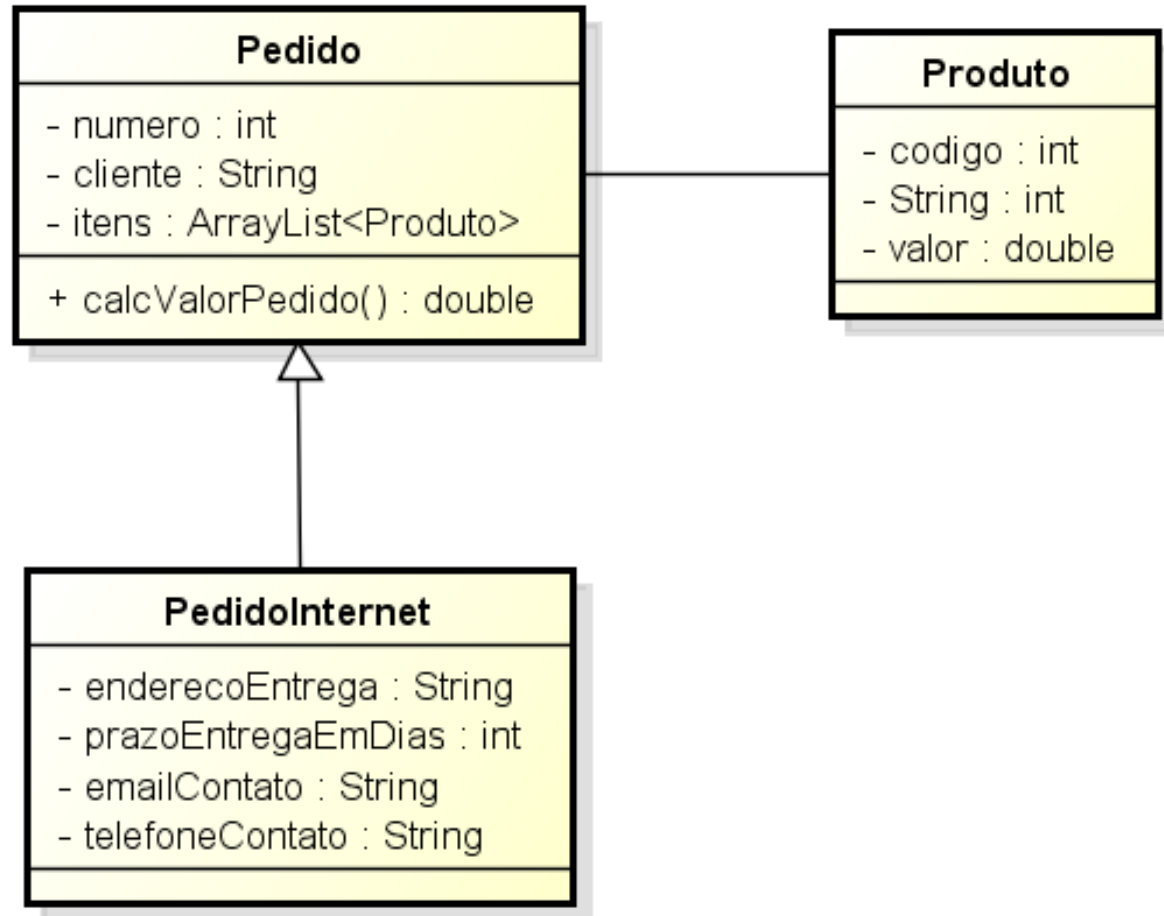 Pedido
- numero : int
- cliente : String
- itens : ArrayList<Produto>
+ calcValorPedido() : double
Produto
- codigo : int
- String : int
- valor : double
PedidoInternet
- enderecoEntrega : String
- prazoEntregaEmDias : int
- emailContato : String
- telefoneContato : String